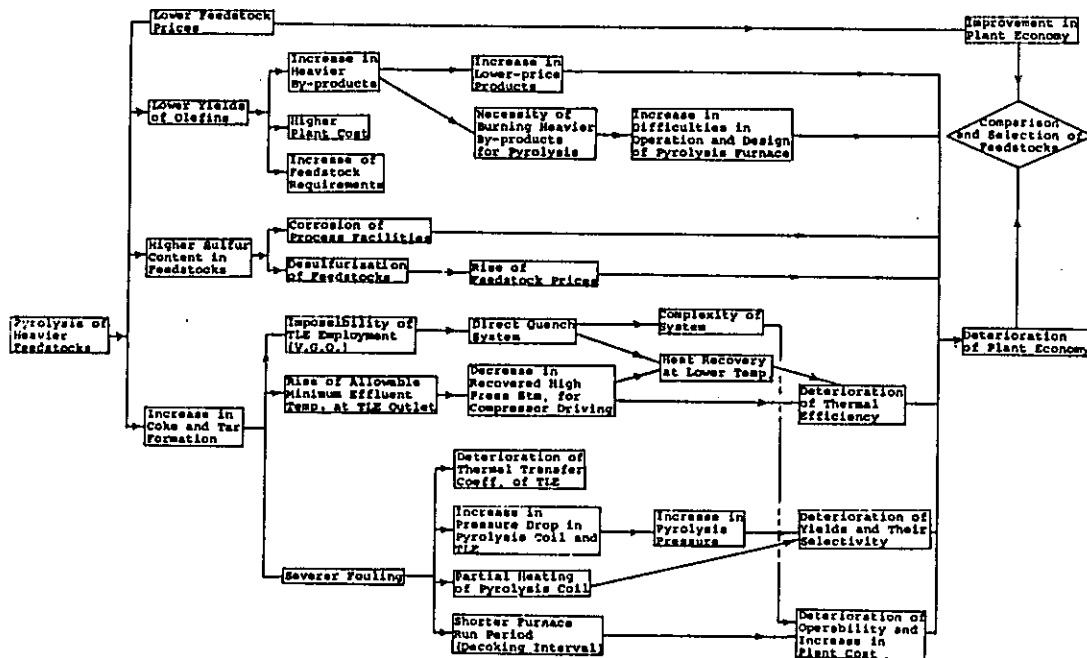 Lower Feedstock
Prices
Improvement in
Plant Economy
Increase in
Heavier
By-products
Increase in
Lower-price
Products
Lower Yields
of Olefins
Higher
Plant Cost
Necessity of
Burning Heavier
By-products
for Pyrolysis
Increase in
Difficulties in
Operation and Design
of Pyrolysis Furnace
Comparison
and Selection of
Feedstocks
Increase of
Feedstock
Requirements
Corrosion of
Process Facilities
Higher Sulfur
Content in
Feedstocks
Desulfurisation
of Feedstocks
Rise of
Feedstock Prices
Pyrolysis of
Heavier
Feedstocks
Imposibility of
TLE Employment
(V.G.O.)
Direct Quench
System
Complexity of
System
Deterioration
of Plant Economy
Heat Recovery
at Lower Temp.
Rise of Allowable
Minimum Effluent
Temp. at TLE Outlet
Decrease in
Recovered High
Press Stm. for
Compressor Driving
Deterioration
of Thermal
Efficiency
Increase in
Coke and Tar
Formation
Deterioration of
Thermal Transfer
Coeff. of TLE
Increase in
Pressure Drop in
Pyrolysis Coil and
TLE
Increase in
Pyrolysis
Pressure
Deterioration of
Yields and Their
Selectivity
Severer Fouling
Partial Heating
of Pyrolysis Coil
Shorter Furnace
Run Period
(Decoking Interval)
Deterioration of
Operability and
Increase in
Plant Cost